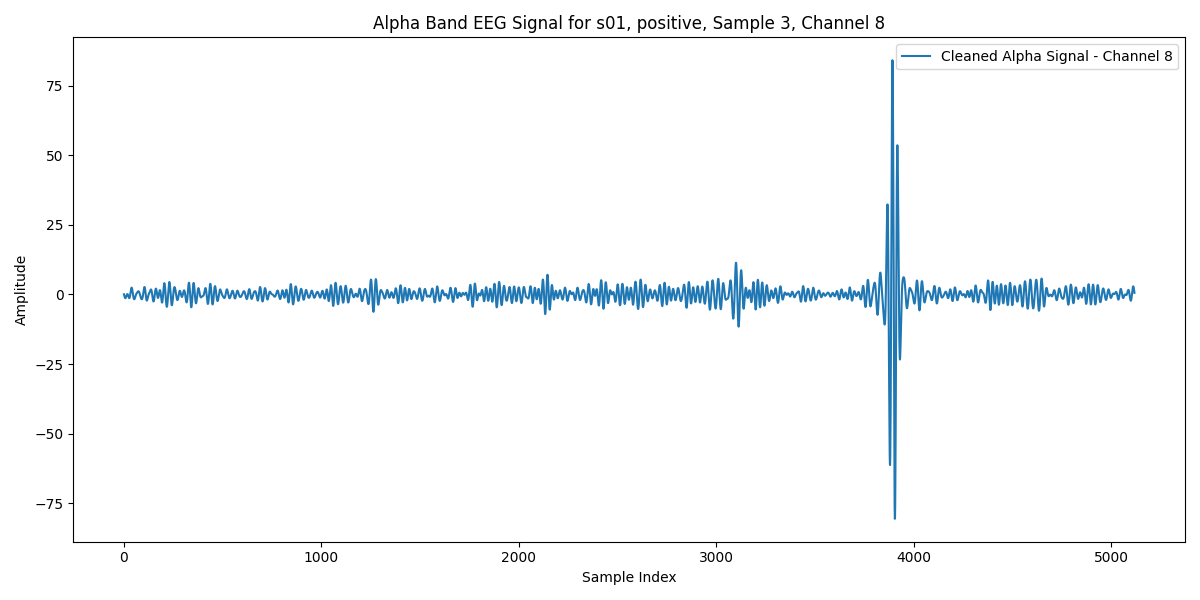 Alpha Band EEG Signal for s01, positive, Sample 3, Channel 8
Cleaned Alpha Signal - Channel 8
Amplitude
75
50
25
0
−25
−50
−75
0 1000 2000 3000 4000 5000
Sample Index